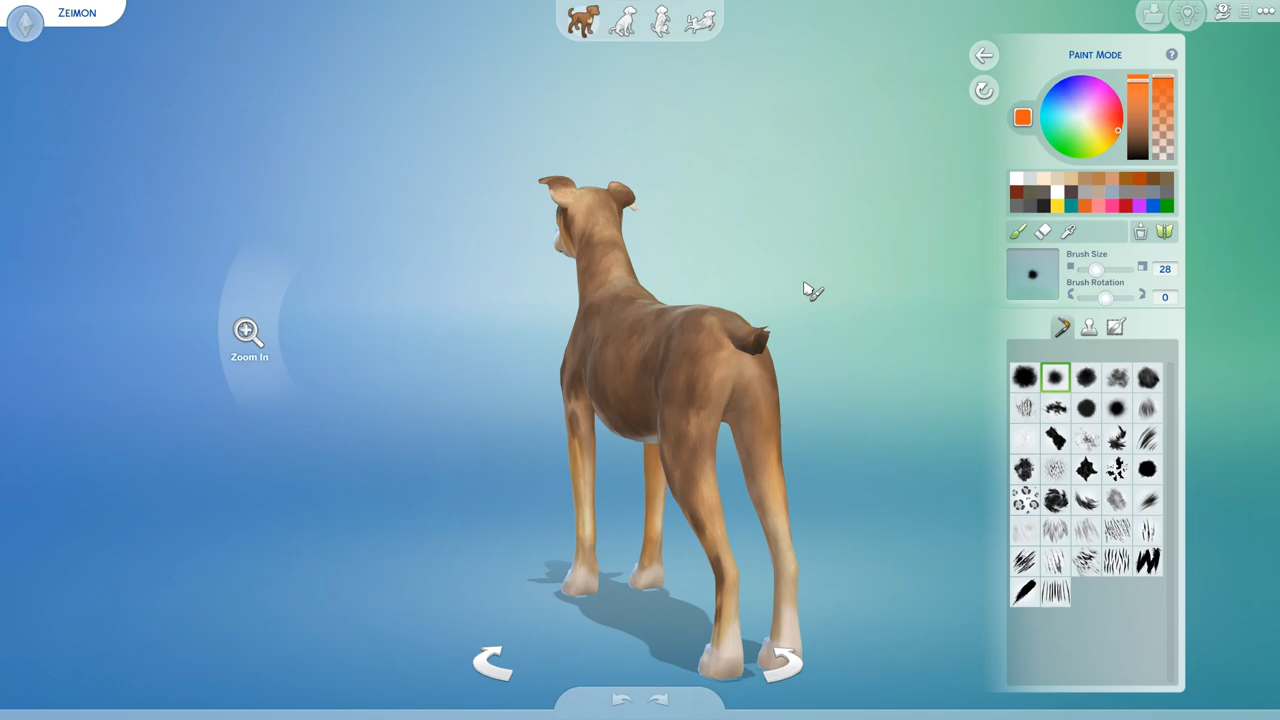 Zeimon
Paint Mode
?
Brush Size
28
Brush Rotation
0
Zoom In